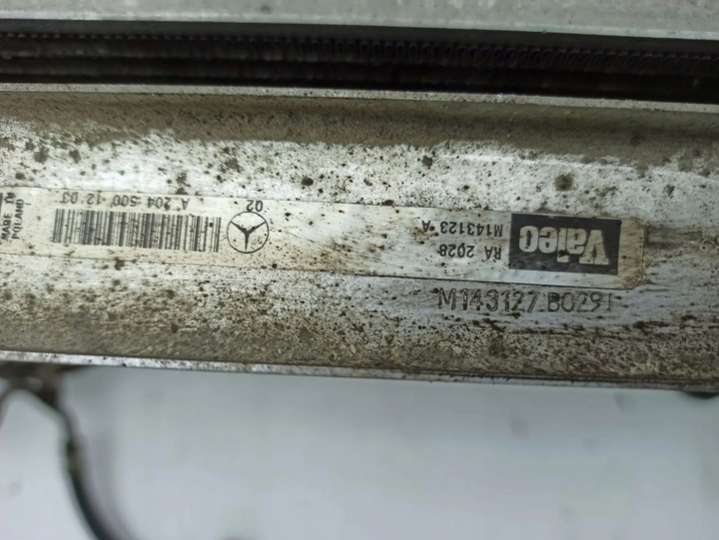 Valeo
RA 2028
M143123 A
02
A 204 500 12 03
MADE IN
POLAND
M143127 B0291